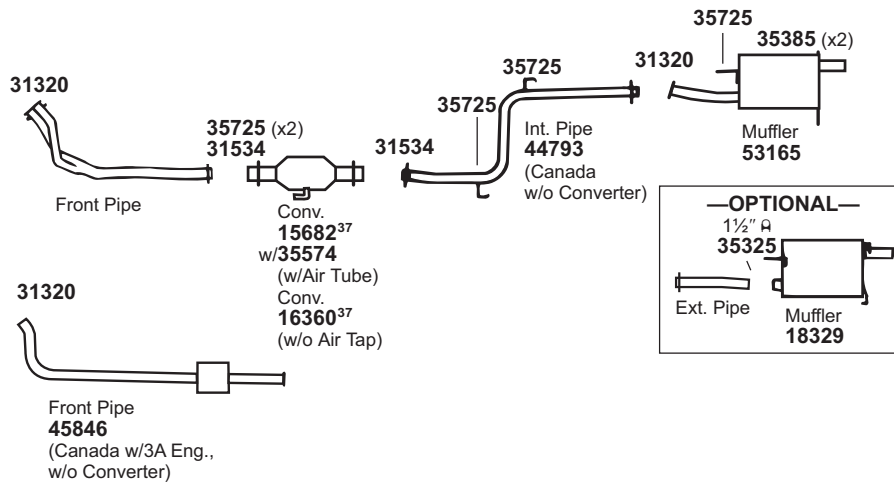 31320
Front Pipe
35725 (x2)
31534
Conv.
15682³⁷
w/35574
(w/Air Tube)
Conv.
16360³⁷
(w/o Air Tap)
31534
35725
35725
Int. Pipe
44793
(Canada
w/o Converter)
31320
35725
35385 (x2)
Muffler
53165
—OPTIONAL—
1½″
35325
Ext. Pipe
Muffler
18329
31320
Front Pipe
45846
(Canada w/3A Eng.,
w/o Converter)